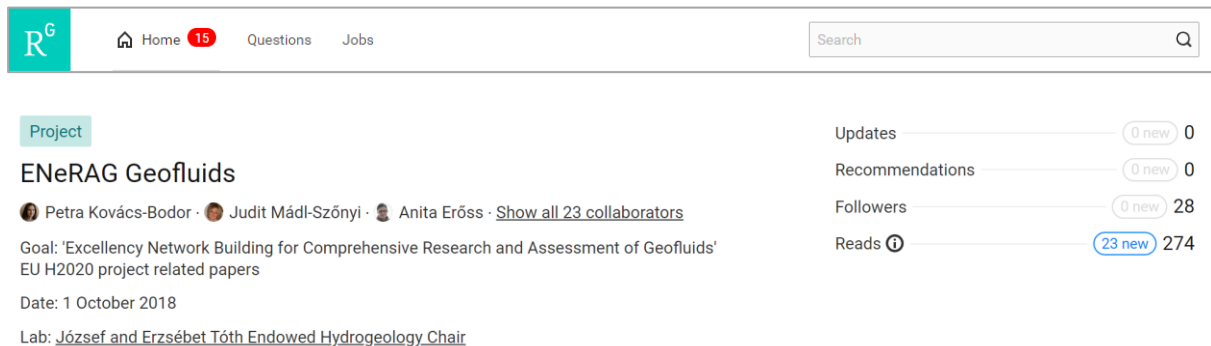 RG
Home 15 Questions Jobs Search
Project
ENeRAG Geofluids
Petra Kovács-Bodor · Judit Mádl-Szőnyi · Anita Erőss · Show all 23 collaborators
Goal: 'Excellency Network Building for Comprehensive Research and Assessment of Geofluids'
EU H2020 project related papers
Date: 1 October 2018
Lab: József and Erzsébet Tóth Endowed Hydrogeology Chair
Updates 0 new 0
Recommendations 0 new 0
Followers 0 new 28
Reads 23 new 274